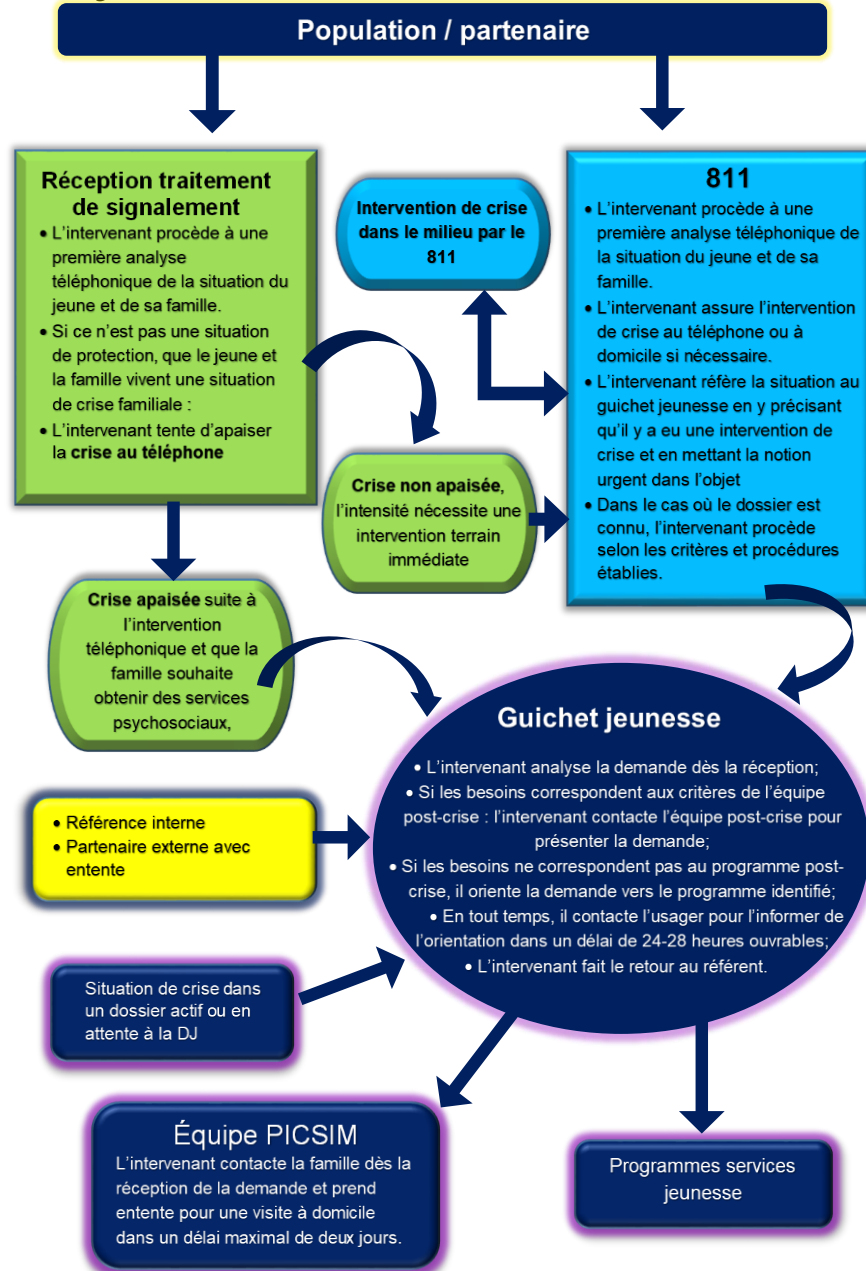 Population / partenaire
Réception traitement
de signalement
• L'intervenant procède à une
première analyse
téléphonique de la situation du
jeune et de sa famille.
• Si ce n'est pas une situation
de protection, que le jeune et
la famille vivent une situation
de crise familiale :
• L'intervenant tente d'apaiser
la crise au téléphone
Intervention de crise
dans le milieu par le
811
811
• L'intervenant procède à une
première analyse téléphonique de
la situation du jeune et de sa
famille.
• L'intervenant assure l'intervention
de crise au téléphone ou à
domicile si nécessaire.
• L'intervenant réfère la situation au
guichet jeunesse en y précisant
qu'il y a eu une intervention de
crise et en mettant la notion
urgent dans l'objet
• Dans le cas où le dossier est
connu, l'intervenant procède
selon les critères et procédures
établies.
Crise non apaisée,
l'intensité nécessite une
intervention terrain
immédiate
Crise apaisée suite à
l'intervention
téléphonique et que la
famille souhaite
obtenir des services
psychosociaux,
Guichet jeunesse
• L'intervenant analyse la demande dès la réception;
• Si les besoins correspondent aux critères de l'équipe
post-crise : l'intervenant contacte l'équipe post-crise pour
présenter la demande;
• Si les besoins ne correspondent pas au programme post-
crise, il oriente la demande vers le programme identifié;
• En tout temps, il contacte l'usager pour l'informer de
l'orientation dans un délai de 24-28 heures ouvrables;
• L'intervenant fait le retour au référent.
• Référence interne
• Partenaire externe avec
entente
Situation de crise dans
un dossier actif ou en
attente à la DJ
Équipe PICSIM
L'intervenant contacte la famille dès la
réception de la demande et prend
entente pour une visite à domicile
dans un délai maximal de deux jours.
Programmes services
jeunesse